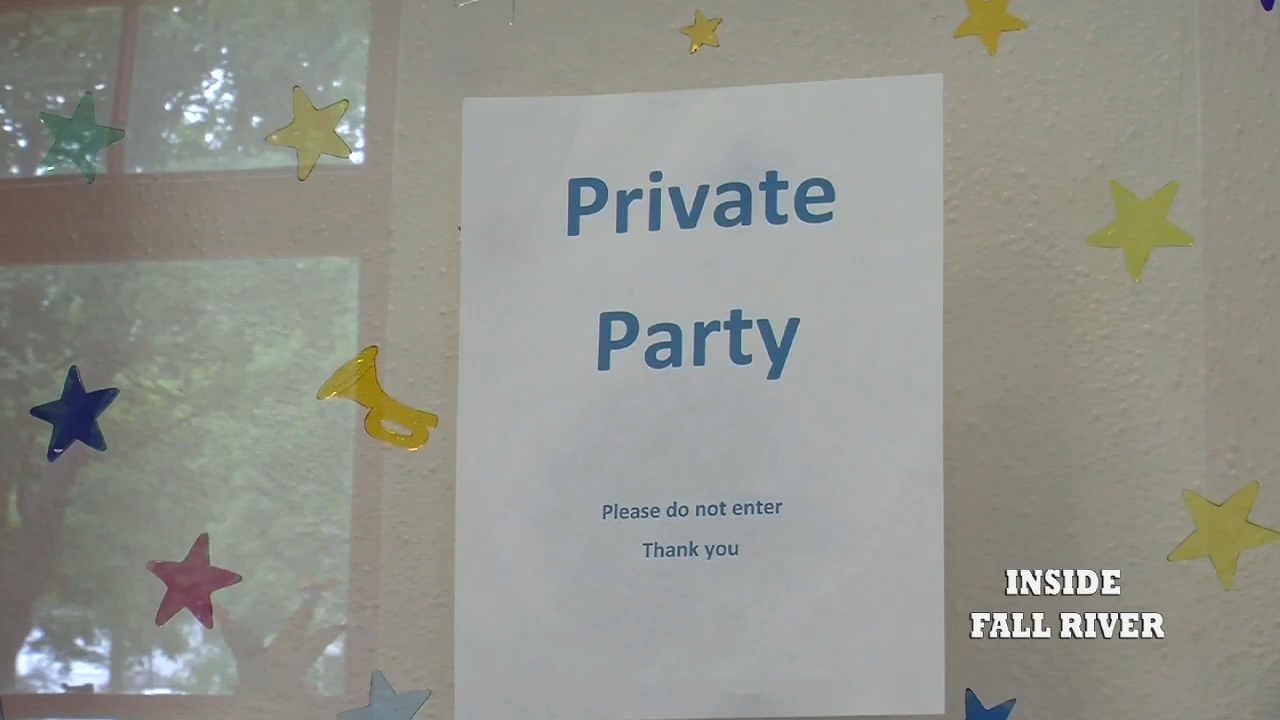 Private
Party
Please do not enter
Thank you
INSIDE
FALL RIVER